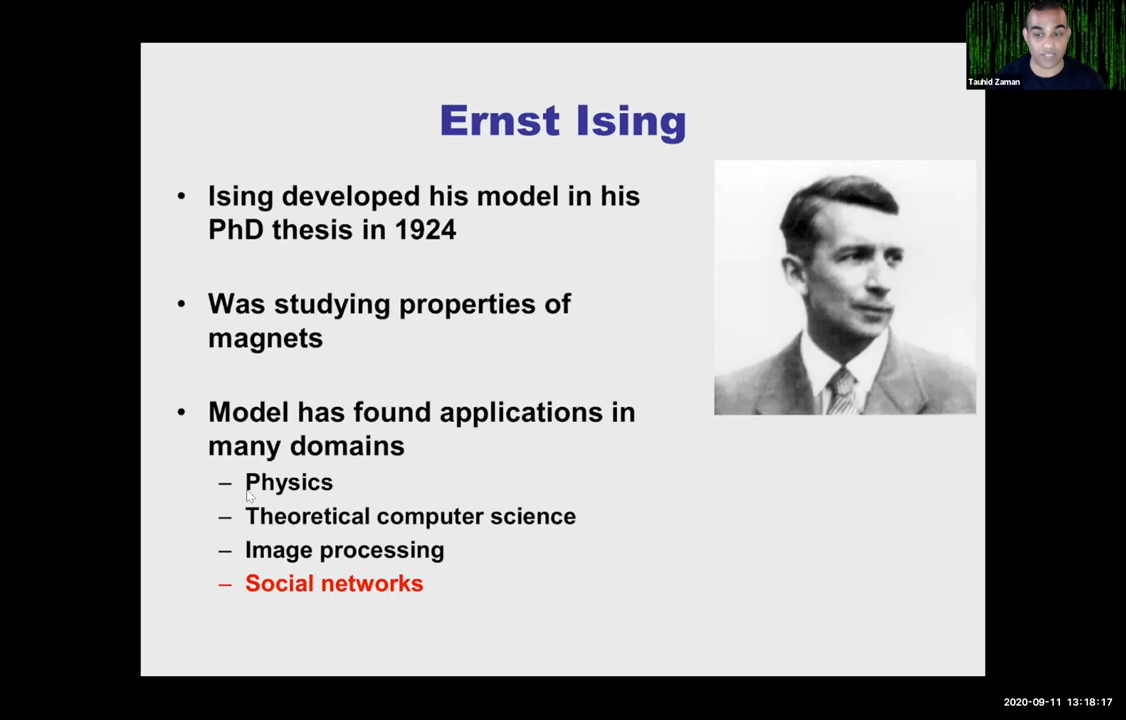 Tauhid Zaman
Ernst Ising
• Ising developed his model in his
PhD thesis in 1924
• Was studying properties of
magnets
• Model has found applications in
many domains
– Physics
– Theoretical computer science
– Image processing
– Social networks
2020-09-11 13:18:17